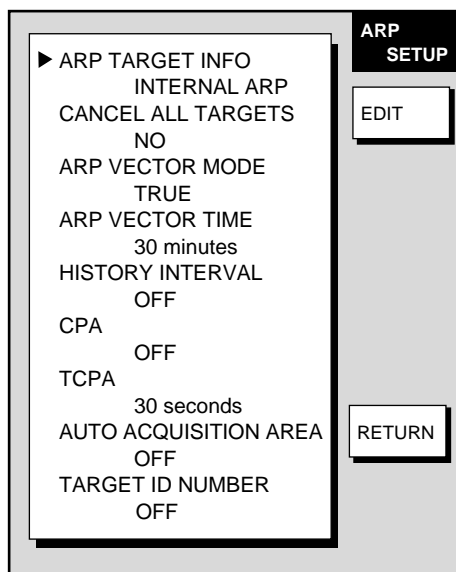 ARP
SETUP
▶ ARP TARGET INFO
INTERNAL ARP
CANCEL ALL TARGETS
NO
ARP VECTOR MODE
TRUE
ARP VECTOR TIME
30 minutes
HISTORY INTERVAL
OFF
CPA
OFF
TCPA
30 seconds
AUTO ACQUISITION AREA
OFF
TARGET ID NUMBER
OFF
EDIT
RETURN